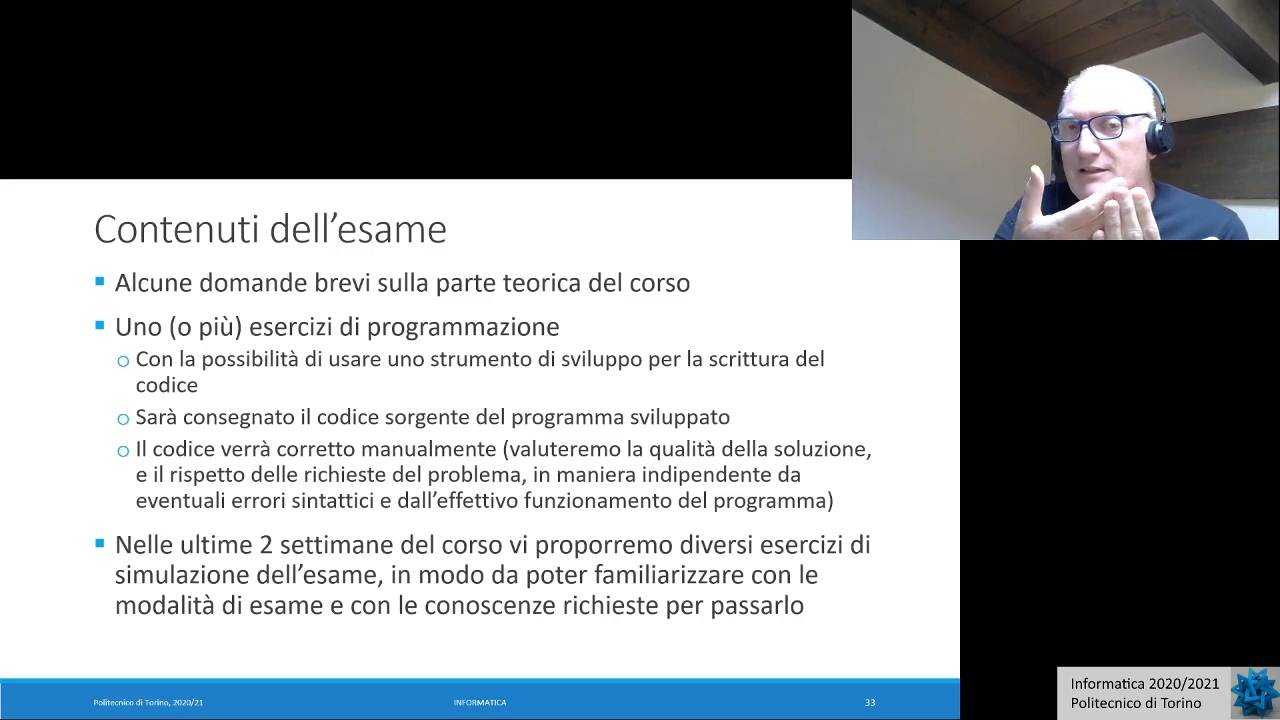 Contenuti dell’esame
Alcune domande brevi sulla parte teorica del corso
Uno (o più) esercizi di programmazione
Con la possibilità di usare uno strumento di sviluppo per la scrittura del
codice
Sarà consegnato il codice sorgente del programma sviluppato
Il codice verrà corretto manualmente (valuteremo la qualità della soluzione,
e il rispetto delle richieste del problema, in maniera indipendente da
eventuali errori sintattici e dall’effettivo funzionamento del programma)
Nelle ultime 2 settimane del corso vi proporremo diversi esercizi di
simulazione dell’esame, in modo da poter familiarizzare con le
modalità di esame e con le conoscenze richieste per passarlo
Politecnico di Torino, 2020/21
INFORMATICA
33
Informatica 2020/2021
Politecnico di Torino